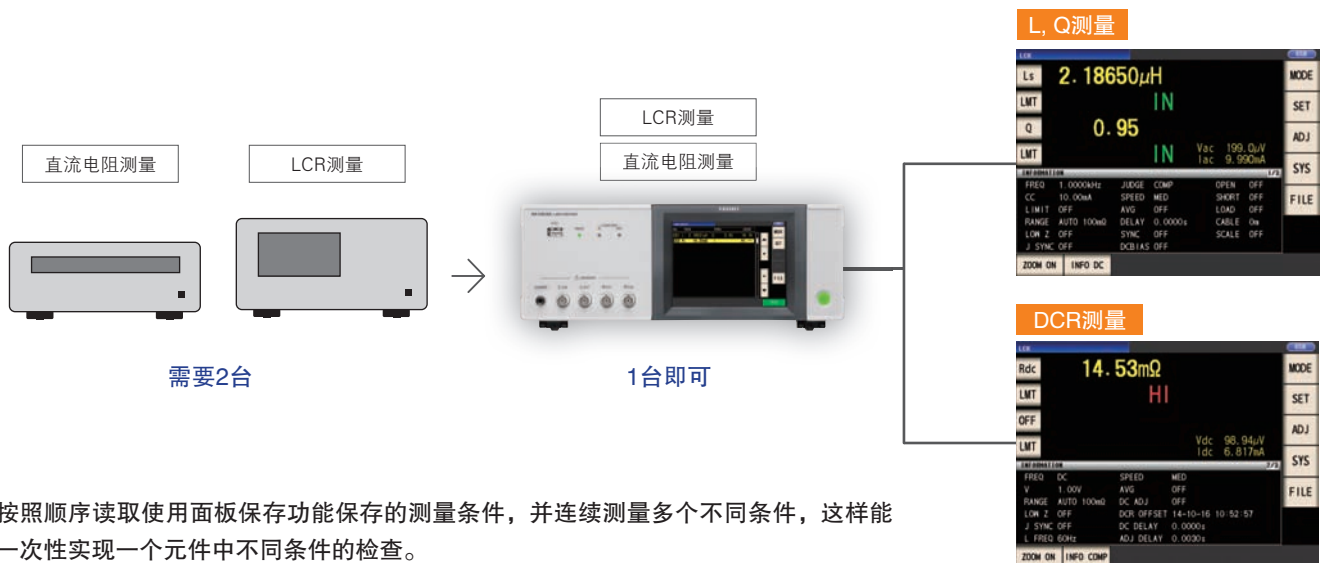 L, Q测量
LCR
USB
Ls 2.18650μH MODE
LMT IN SET
Q 0.95 ADJ
LMT IN Vac 199.0μV
Iac 9.990mA SYS
INFORMATION 1/3
FREQ 1.0000kHz JUDGE COMP OPEN OFF FILE
CC 10.00mA SPEED MED SHORT OFF
LIMIT OFF AVG OFF LOAD OFF
RANGE AUTO 100mΩ DELAY 0.0000s CABLE 0m
LOW Z OFF SYNC OFF SCALE OFF
J SYNC OFF DCBIAS OFF
ZOOM ON INFO DC
直流电阻测量
LCR测量
LCR测量
直流电阻测量
需要2台
1台即可
DCR测量
LCR
USB
Rdc 14.53mΩ MODE
LMT HI SET
OFF ADJ
LMT Vdc 98.94μV
Idc 6.817mA SYS
INFORMATION 2/3
FREQ DC SPEED MED FILE
V 1.00V AVG OFF
RANGE AUTO 100mΩ DC ADJ OFF
LOW Z OFF DCR OFFSET 14-10-16 10:52:57
J SYNC OFF DC DELAY 0.0000s
L FREQ 60Hz ADJ DELAY 0.0030s
ZOOM ON INFO COMP
按照顺序读取使用面板保存功能保存的测量条件，并连续测量多个不同条件，这样能
一次性实现一个元件中不同条件的检查。